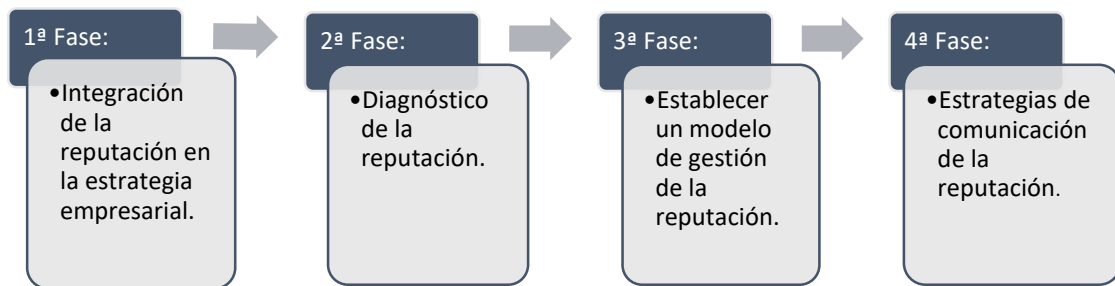 1ª Fase:
•Integración
de la
reputación en
la estrategia
empresarial.
2ª Fase:
•Diagnóstico
de la
reputación.
3ª Fase:
•Establecer
un modelo
de gestión
de la
reputación.
4ª Fase:
•Estrategias de
comunicación
de la
reputación.